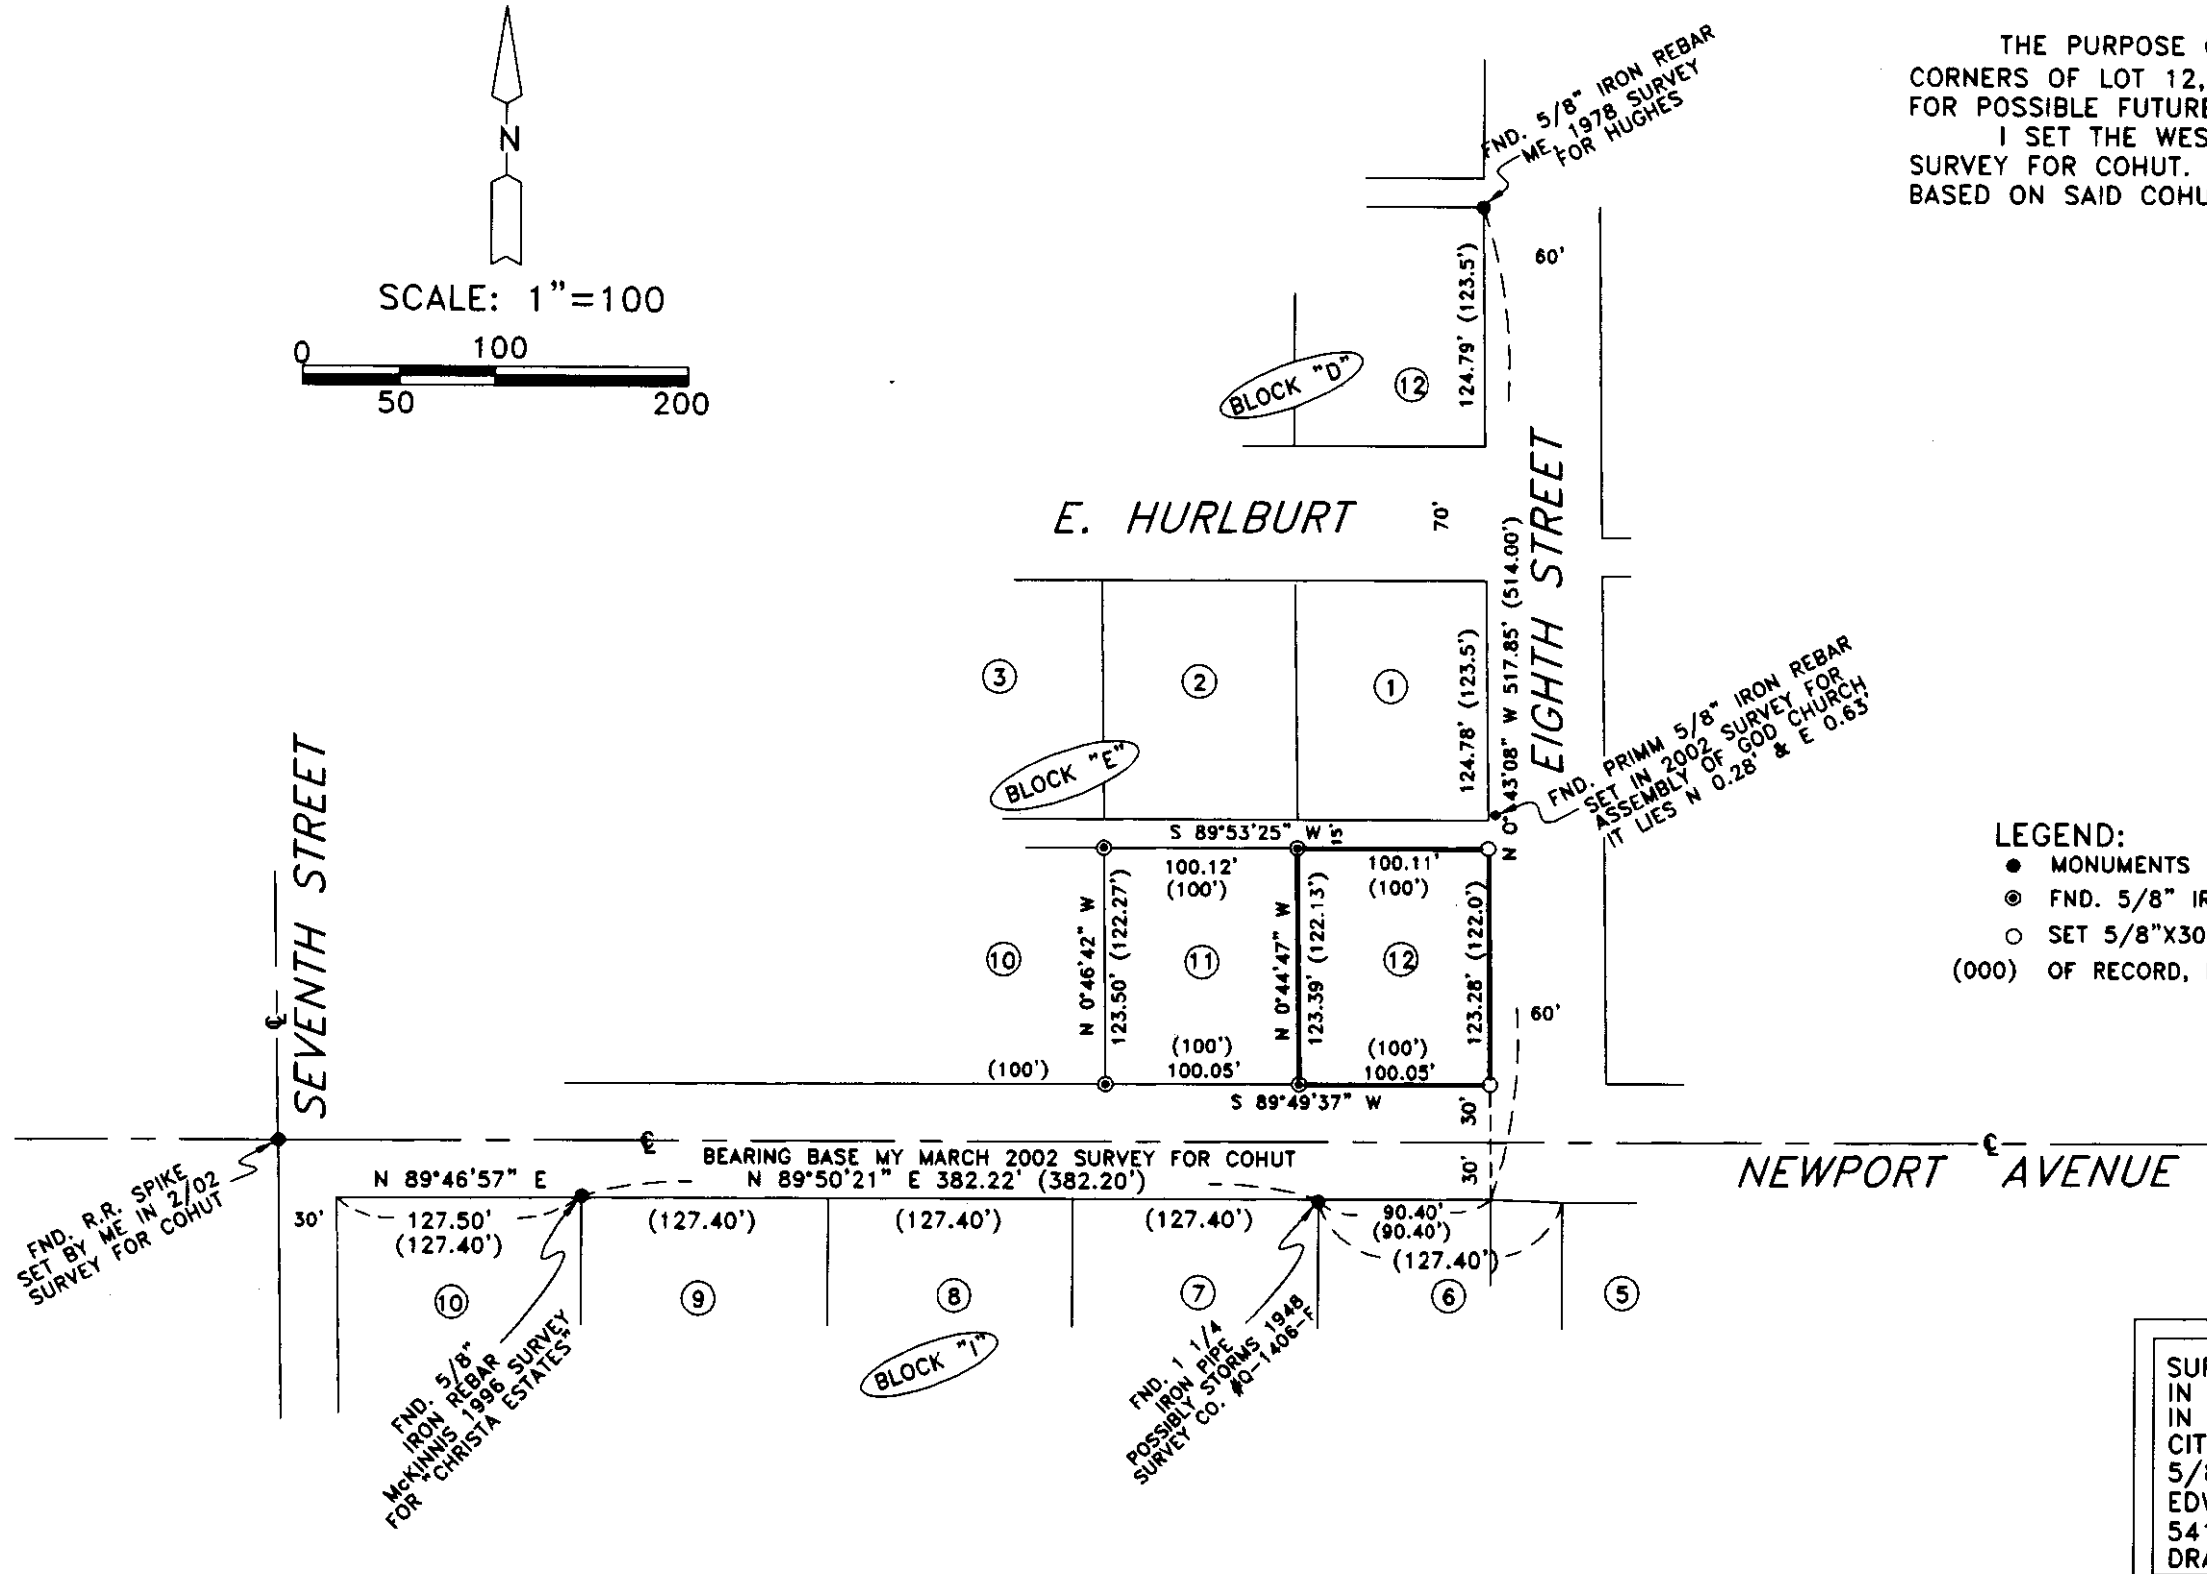 N
SCALE: 1"=100
0
100
50
200
THE PURPOSE
CORNERS OF LOT 12,
FOR POSSIBLE FUTURE
I SET THE WES
SURVEY FOR COHUT.
BASED ON SAID COHU
FND. 5/8" IRON REBAR
ME, 1978 SURVEY
FOR HUGHES
60'
124.79' (123.5')
BLOCK "D"
12
E. HURLBURT
70'
EIGHTH STREET
N 0°43'08" W 517.85' (514.00')
3
2
1
124.78' (123.5')
BLOCK "E"
FND. PRIMM 5/8" IRON REBAR
SET IN 2002 SURVEY FOR
ASSEMBLY OF GOD CHURCH
IT LIES N 0.28' & E 0.63'
S 89°53'25" W
15'
100.12'
(100')
100.11'
(100')
N 0°46'42" W
123.50' (122.27')
N 0°44'47" W
123.39' (122.13')
123.28' (122.0')
10
11
12
60'
(100')
(100')
100.05'
(100')
100.05'
S 89°49'37" W
30'
30'
LEGEND:
MONUMENTS
FND. 5/8" IR
SET 5/8"X30
(000) OF RECORD,
SEVENTH STREET
BEARING BASE MY MARCH 2002 SURVEY FOR COHUT
N 89°46'57" E
N 89°50'21" E 382.22' (382.20')
NEWPORT AVENUE
FND. R.R. SPIKE
SET BY ME IN 2/02
SURVEY FOR COHUT
30'
127.50'
(127.40')
(127.40')
(127.40')
(127.40')
90.40'
(90.40')
(127.40')
10
9
8
7
6
5
BLOCK "I"
FND. 5/8"
IRON REBAR
McKINNIS 1996 SURVEY
FOR "CHRISTA ESTATES"
FND. 1 1/4
IRON PIPE
POSSIBLY STORMS 1948
SURVEY CO. #Q-1406-F
SUR
IN
IN
CIT
5/8
EDW
541
DRA